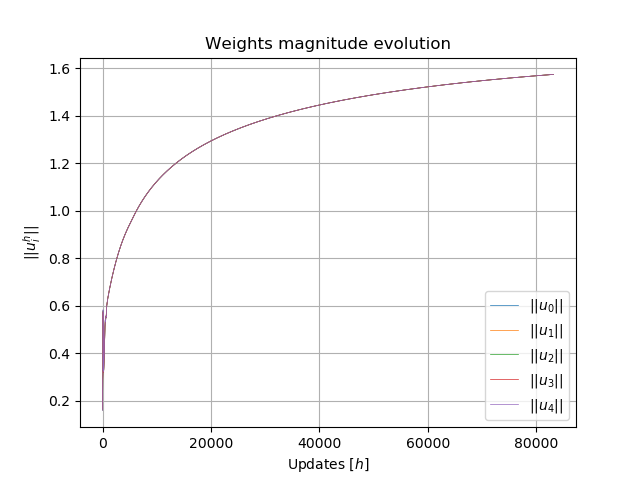 Weights magnitude evolution
1.6
1.4
1.2
1.0
0.8
0.6
0.4
0.2
||u_i^h||
||u_0||
||u_1||
||u_2||
||u_3||
||u_4||
0 20000 40000 60000 80000
Updates [h]